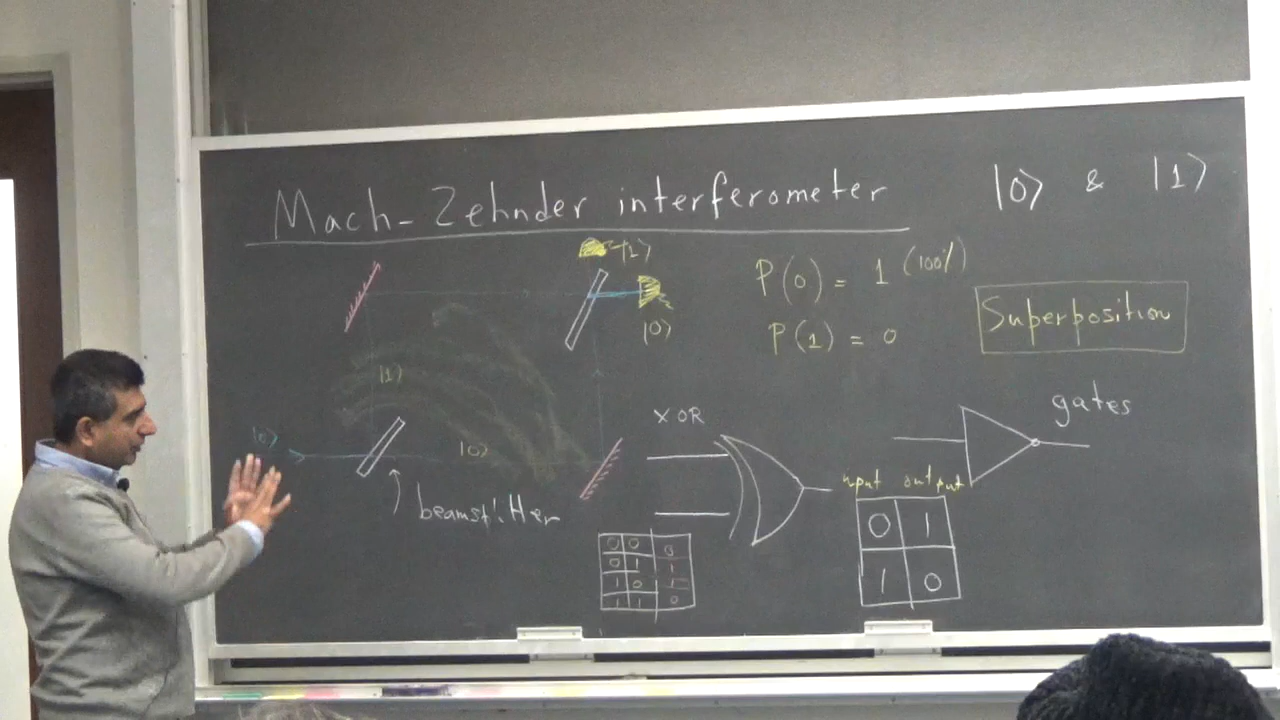 Mach-Zehnder interferometer
|0> & |1>
|1>
|0>
P(0) = 1 (100%)
P(1) = 0
Superposition
|1>
|0>
|0>
beamsplitter
XOR
gates
input output
0 1
1 0
0 0 0
0 1 1
1 0 1
1 1 0